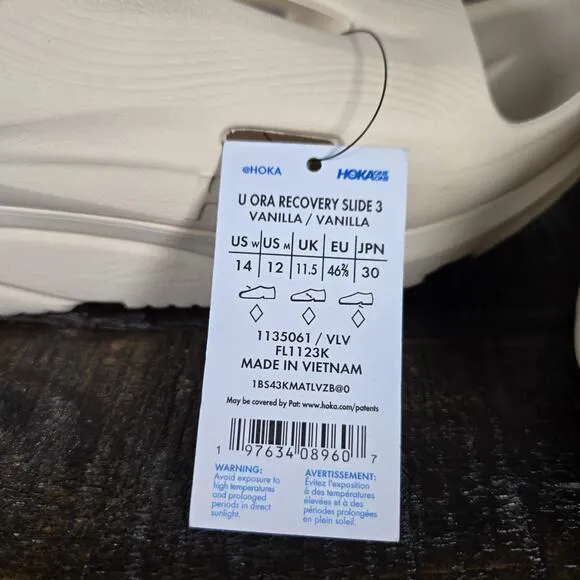 @HOKA HOKA ONE ONE
U ORA RECOVERY SLIDE 3
VANILLA / VANILLA
US W US M UK EU JPN
14 12 11.5 46⅔ 30
1135061 / VLV
FL1123K
MADE IN VIETNAM
1BS43KMATLVZB@0
May be covered by Pat: www.hoka.com/patents
1 97634 08960 7
WARNING:
Avoid exposure to
high temperatures
and prolonged
periods in direct
sunlight.
AVERTISSEMENT:
Évitez l'exposition
à des températures
élevées et à des
périodes prolongées
en plein soleil.